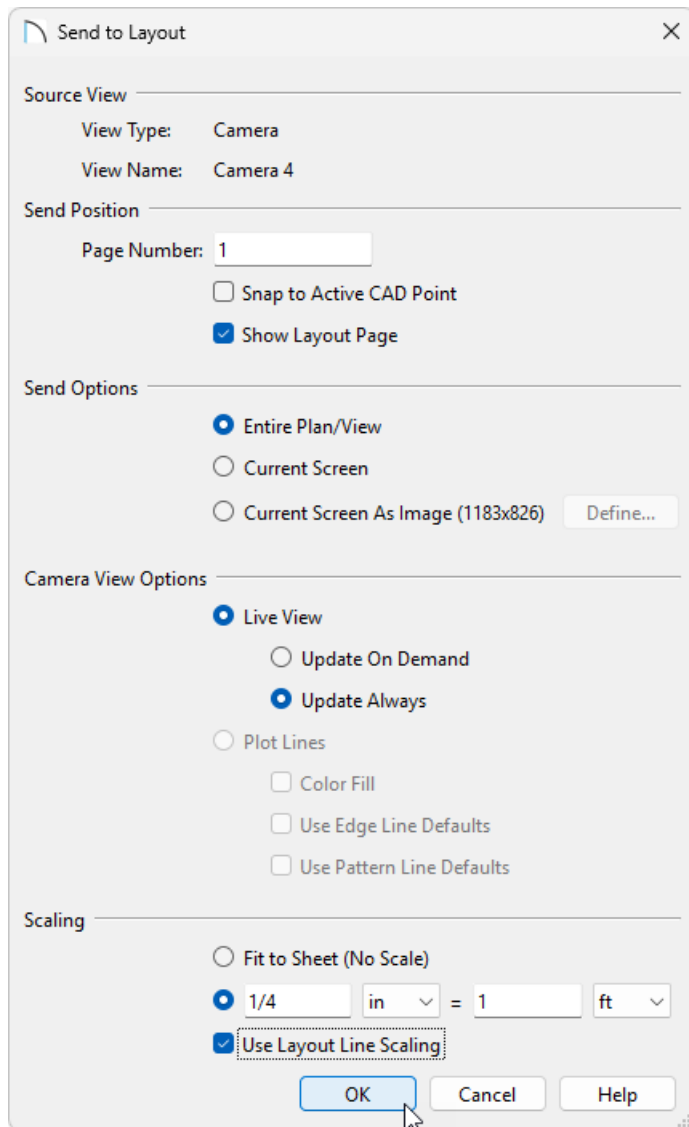 Send to Layout
Source View
View Type: Camera
View Name: Camera 4
Send Position
Page Number: 1
Snap to Active CAD Point
Show Layout Page
Send Options
Entire Plan/View
Current Screen
Current Screen As Image (1183x826) Define...
Camera View Options
Live View
Update On Demand
Update Always
Plot Lines
Color Fill
Use Edge Line Defaults
Use Pattern Line Defaults
Scaling
Fit to Sheet (No Scale)
1/4 in = 1 ft
Use Layout Line Scaling
OK Cancel Help